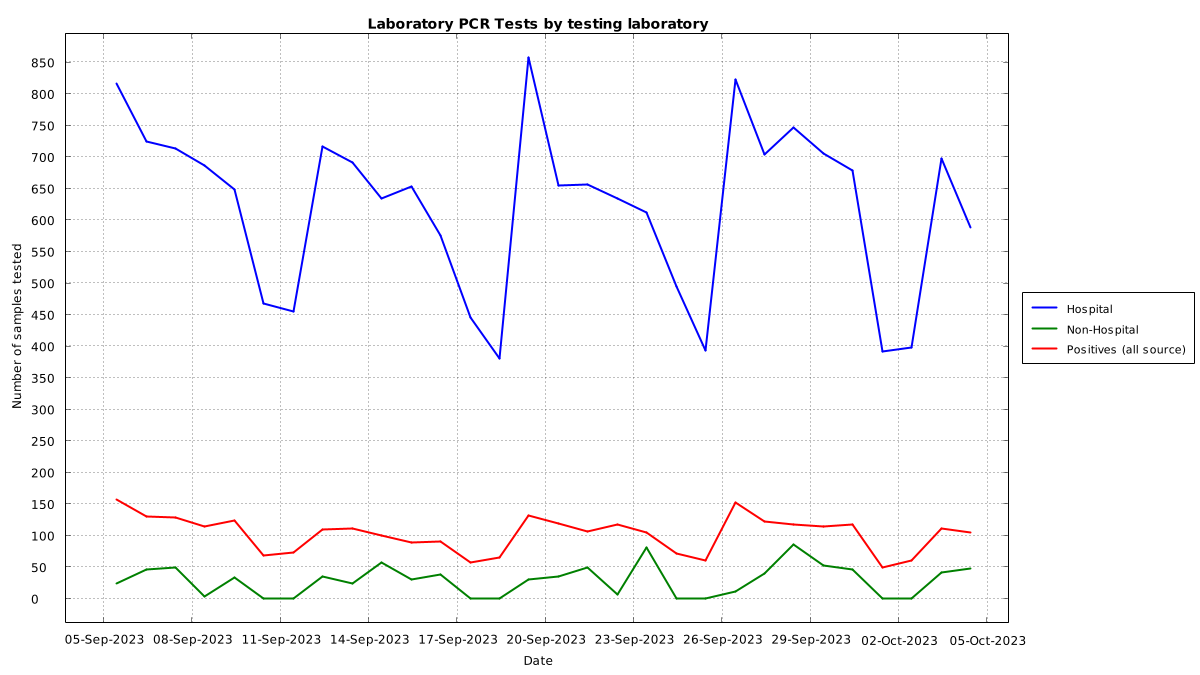 Laboratory PCR Tests by testing laboratory
850
800
750
700
650
600
550
500
450
400
350
300
250
200
150
100
50
0
Number of samples tested
05-Sep-2023 08-Sep-2023 11-Sep-2023 14-Sep-2023 17-Sep-2023 20-Sep-2023 23-Sep-2023 26-Sep-2023 29-Sep-2023 02-Oct-2023 05-Oct-2023
Date
Hospital
Non-Hospital
Positives (all source)